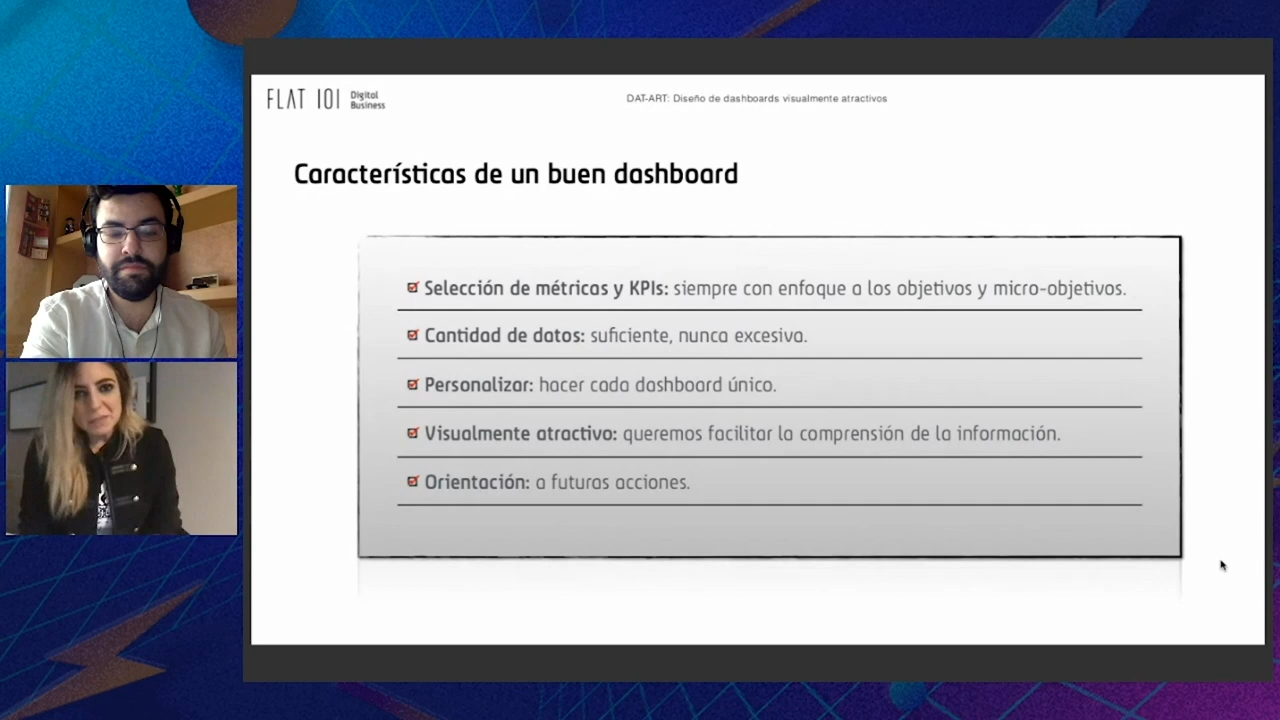 FLAT 101 Digital Business
DAT-ART: Diseño de dashboards visualmente atractivos
Características de un buen dashboard
Selección de métricas y KPIs: siempre con enfoque a los objetivos y micro-objetivos.
Cantidad de datos: suficiente, nunca excesiva.
Personalizar: hacer cada dashboard único.
Visualmente atractivo: queremos facilitar la comprensión de la información.
Orientación: a futuras acciones.